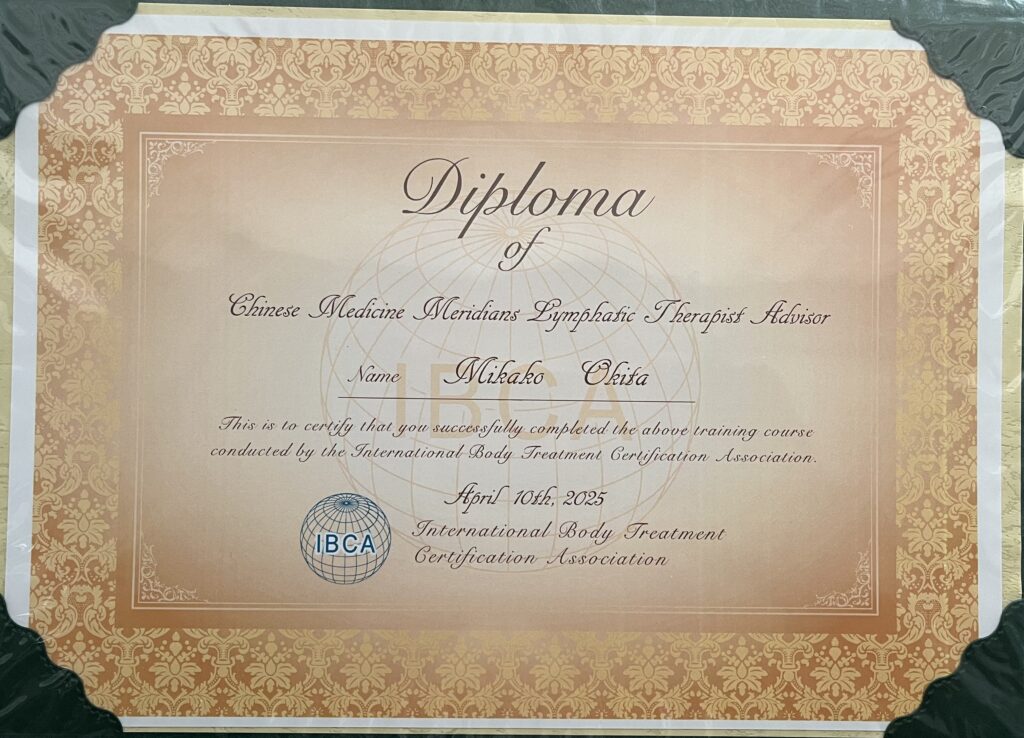 Diploma
of
Chinese Medicine Meridians Lymphatic Therapist Advisor
Name Mikako Okita
IBCA
This is to certify that you successfully completed the above training course
conducted by the International Body Treatment Certification Association.
April 10th, 2025
IBCA
International Body Treatment
Certification Association